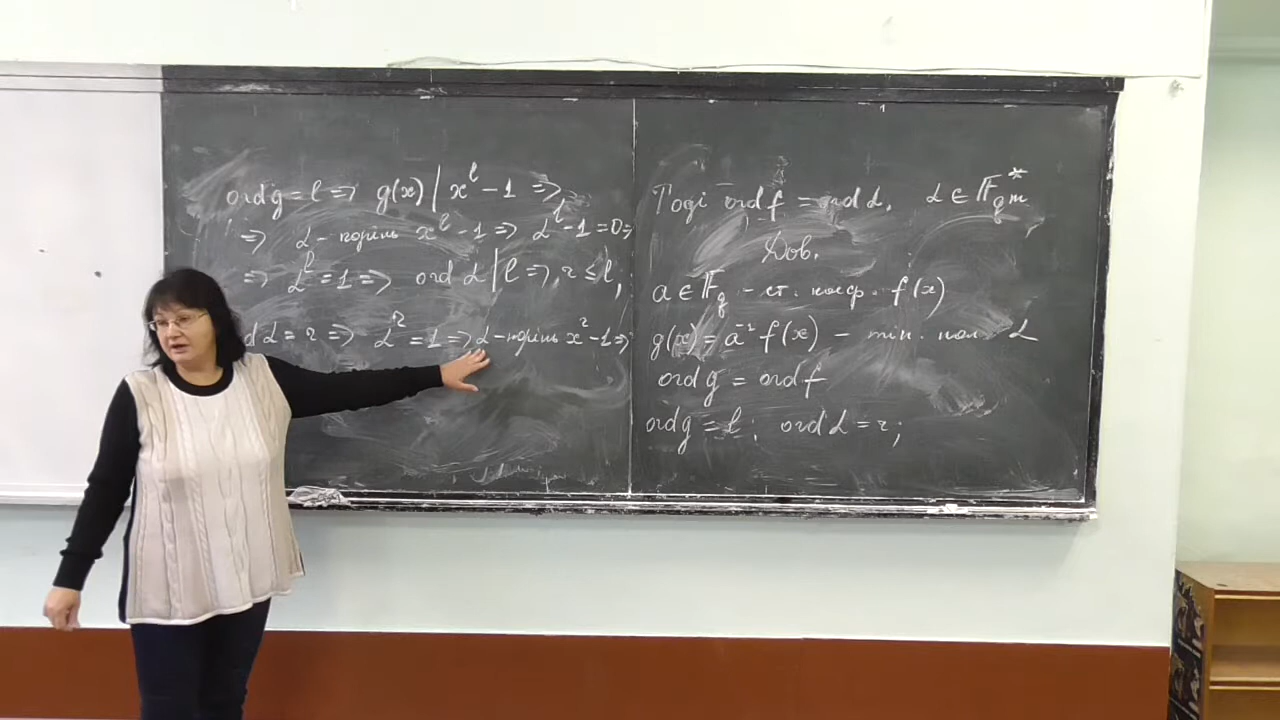 ord g = l ⇒ g(x) | x^l - 1 ⇒
⇒ α - корінь x^l - 1 ⇒ α^l - 1 = 0 ⇒
⇒ α^l = 1 ⇒ ord α | l ⇒ r ≤ l;
d α = r ⇒ α^r = 1 ⇒ α - корінь x^r - 1 ⇒
Тоді ord f = ord α, α ∈ F*_{q^m}
Дов.
a ∈ F_q - ст. коеф. f(x)
g(x) = a^{-1} f(x) - min. пол. α
ord g = ord f
ord g = l; ord α = r;